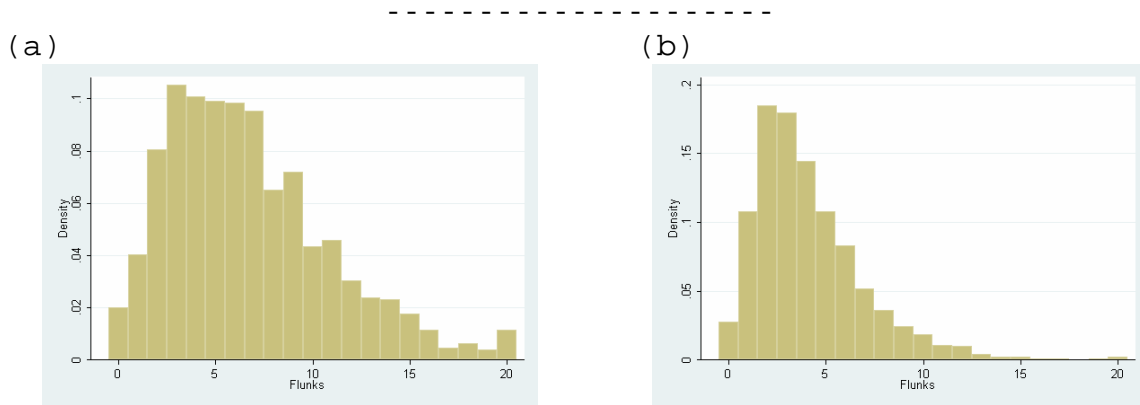 - - - - - - - - - - - - - - - - - - - -
(a) (b)
.1 .2
.08 .15
.06 .1
Density Density
.04 .05
.02
0 0
0 5 10 15 20 0 5 10 15 20
Flunks Flunks